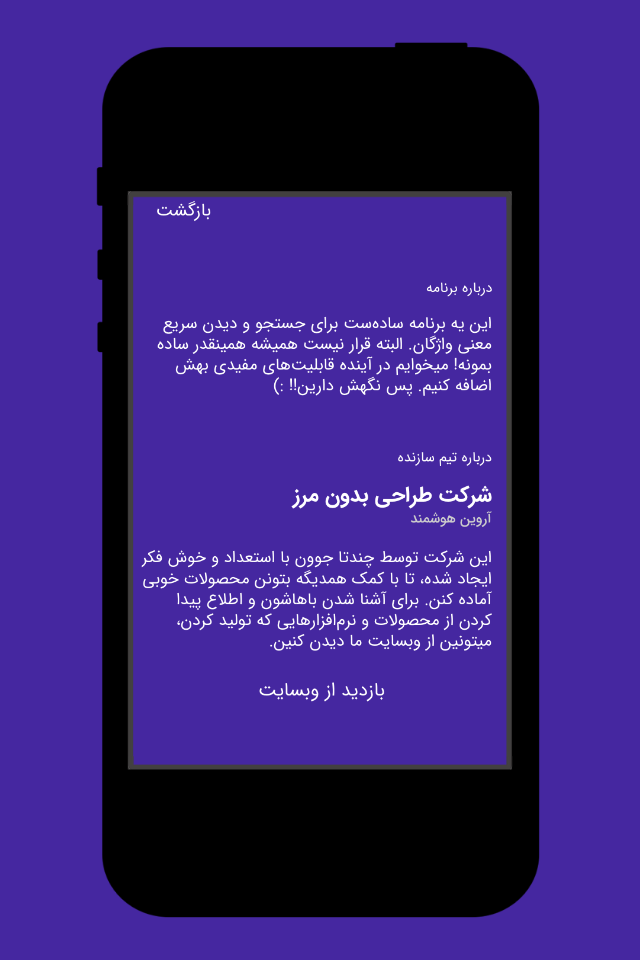 بازگشت
درباره برنامه
این یه برنامه ساده‌ست برای جستجو و دیدن سریع
معنی واژگان. البته قرار نیست همیشه همینقدر ساده
بمونه! میخوایم در آینده قابلیت‌های مفیدی بهش
اضافه کنیم. پس نگهش دارین!! :)
درباره تیم سازنده
شرکت طراحی بدون مرز
آروین هوشمند
این شرکت توسط چندتا جوون با استعداد و خوش فکر
ایجاد شده، تا با کمک همدیگه بتونن محصولات خوبی
آماده کنن. برای آشنا شدن باهاشون و اطلاع پیدا
کردن از محصولات و نرم‌افزارهایی که تولید کردن،
میتونین از وبسایت ما دیدن کنین.
بازدید از وبسایت